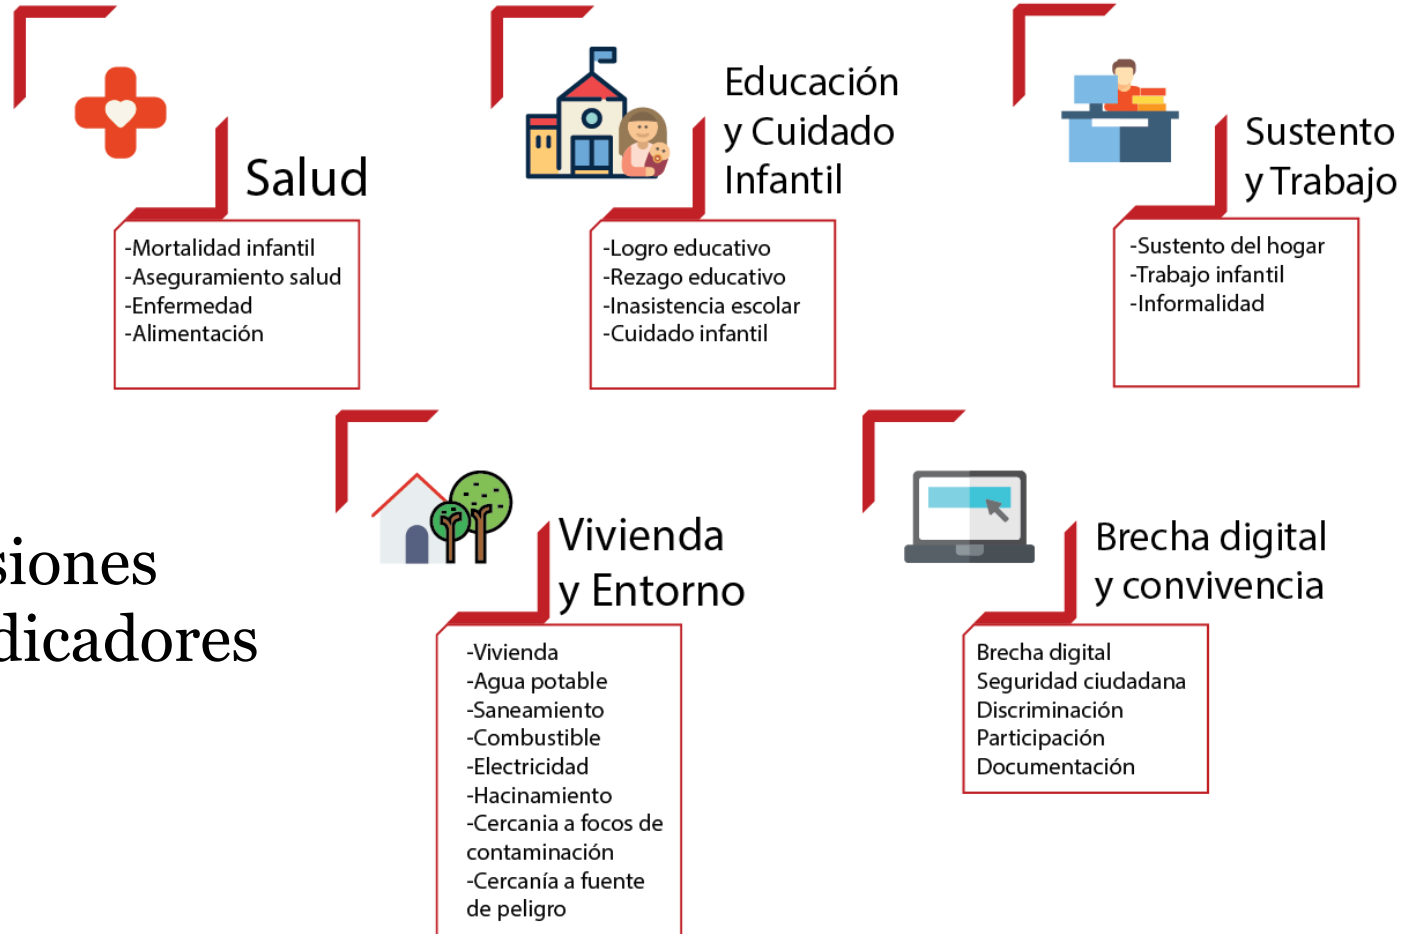 Salud
-Mortalidad infantil
-Aseguramiento salud
-Enfermedad
-Alimentación
Educación
y Cuidado
Infantil
-Logro educativo
-Rezago educativo
-Inasistencia escolar
-Cuidado infantil
Sustento
y Trabajo
-Sustento del hogar
-Trabajo infantil
-Informalidad
siones
dicadores
Vivienda
y Entorno
-Vivienda
-Agua potable
-Saneamiento
-Combustible
-Electricidad
-Hacinamiento
-Cercania a focos de
contaminación
-Cercanía a fuente
de peligro
Brecha digital
y convivencia
Brecha digital
Seguridad ciudadana
Discriminación
Participación
Documentación